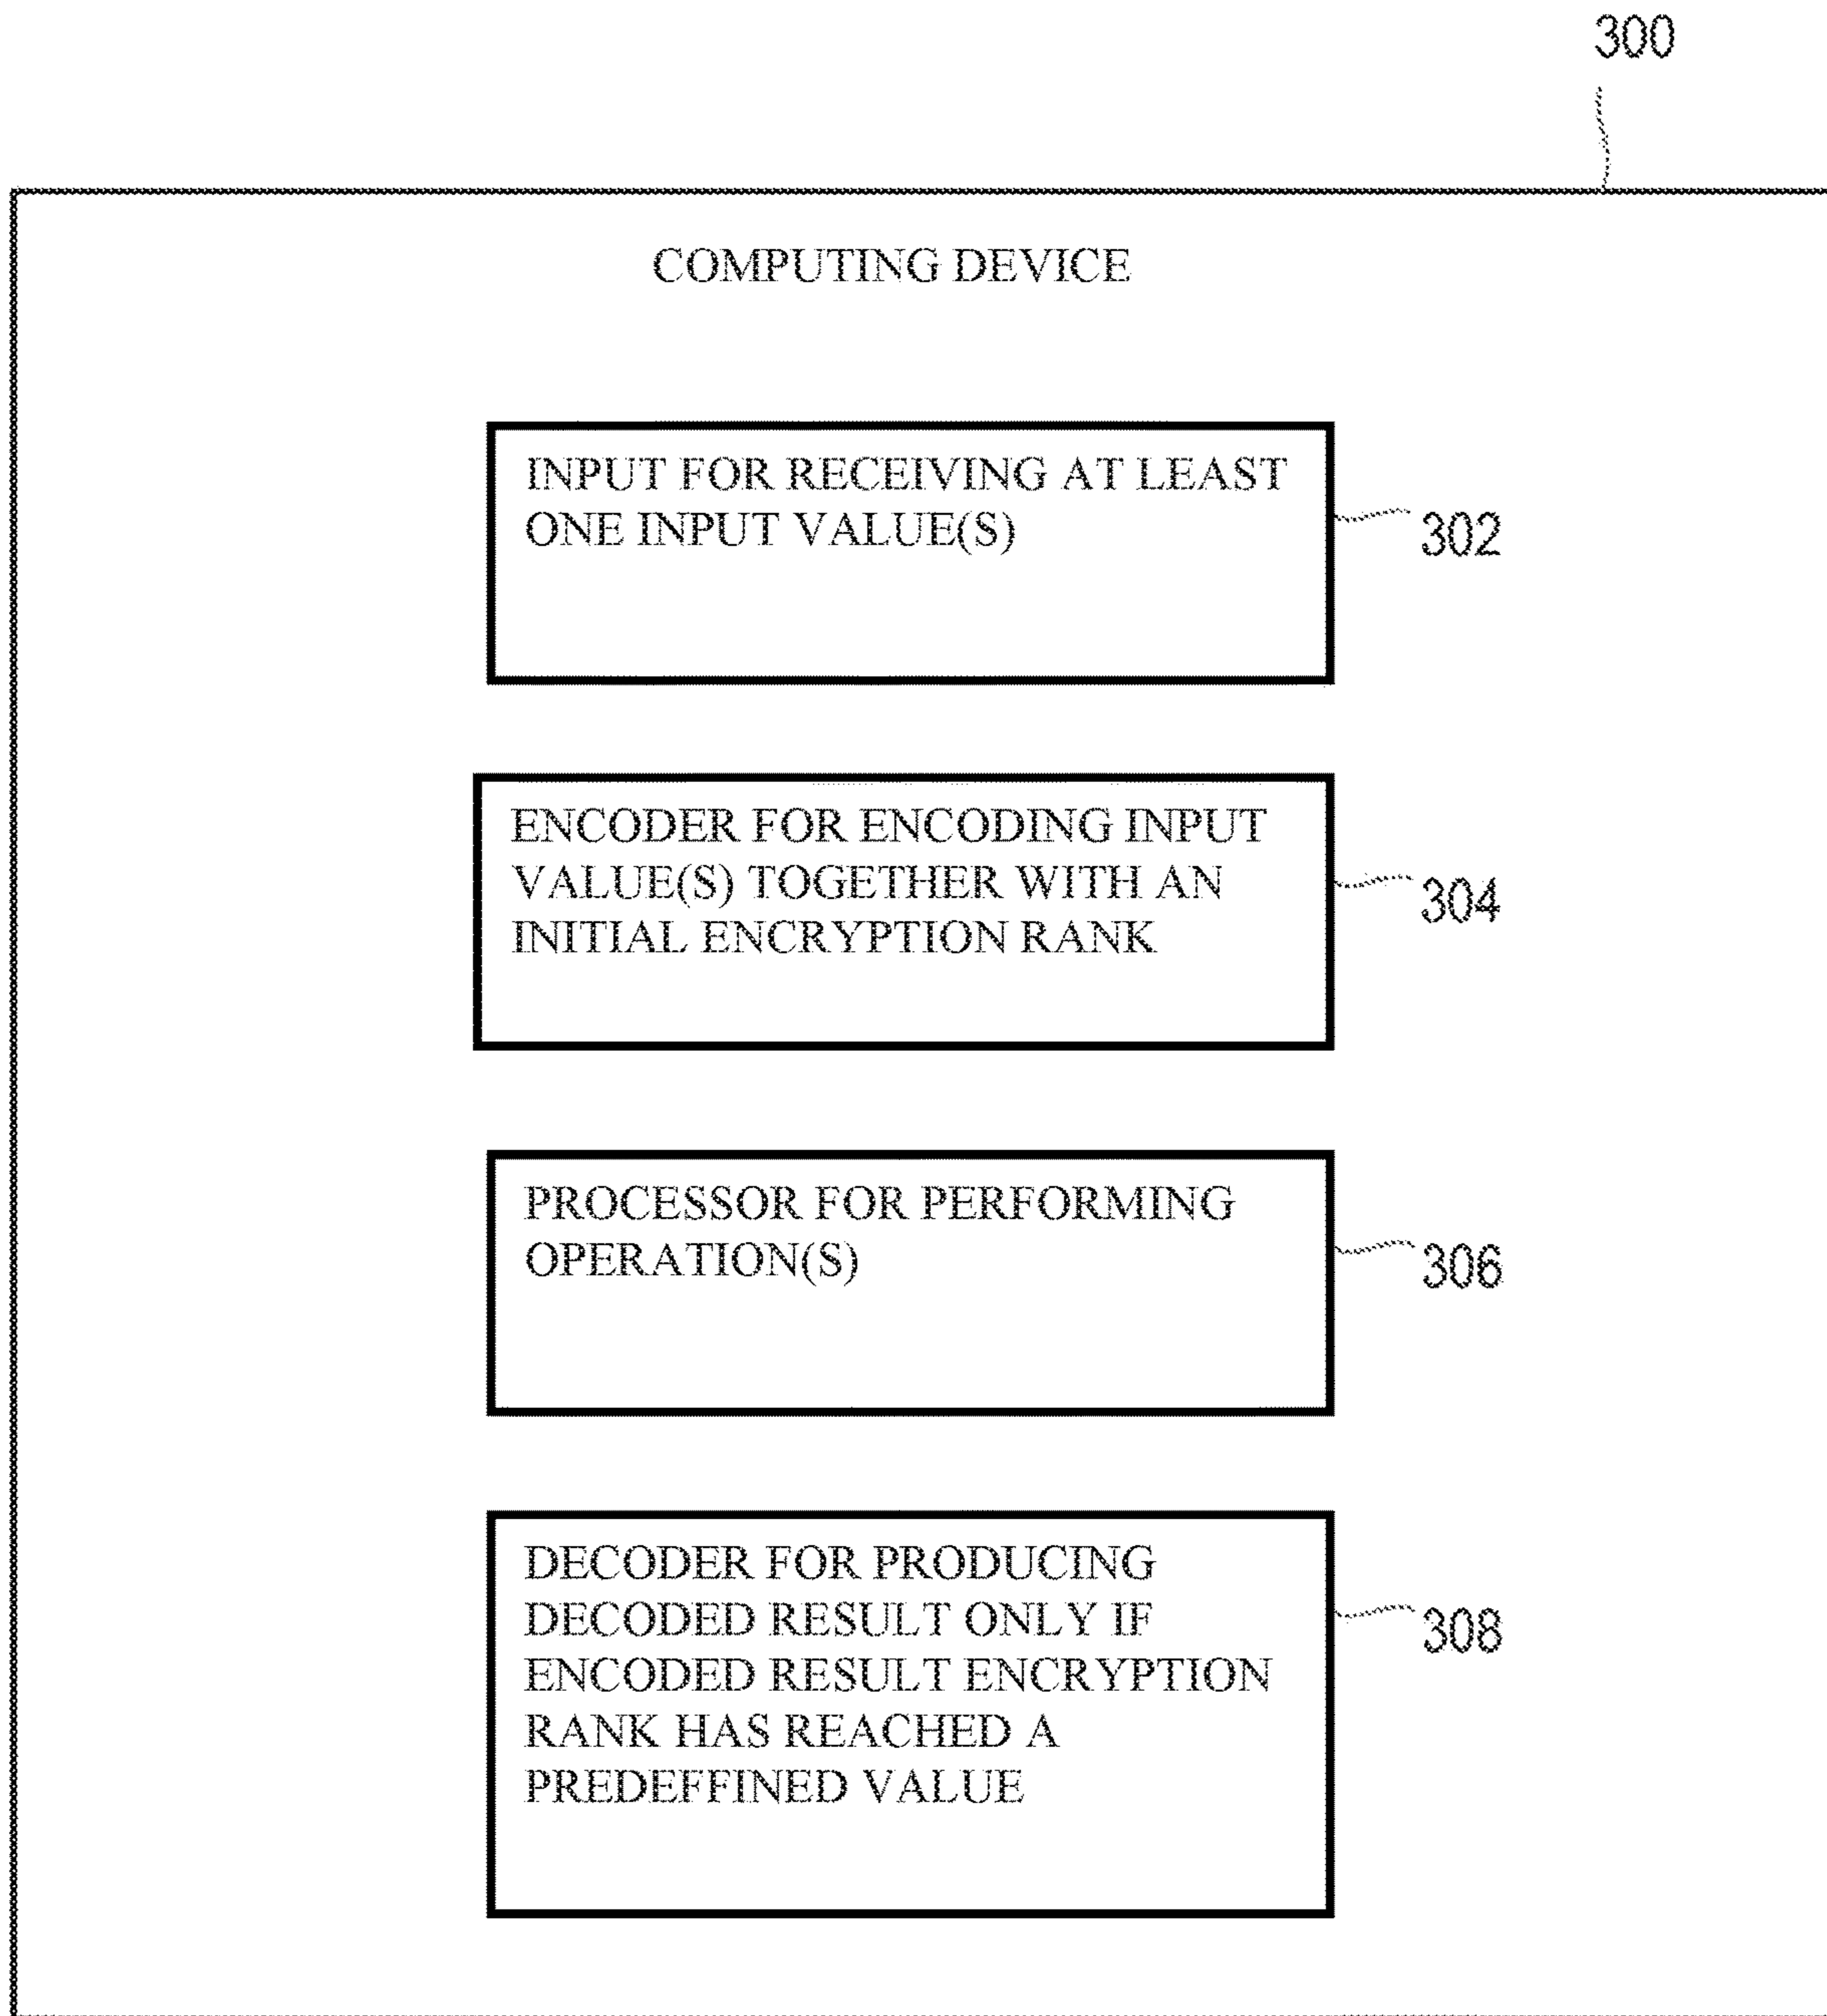 300
COMPUTING DEVICE
INPUT FOR RECEIVING AT LEAST
ONE INPUT VALUE(S)
302
ENCODER FOR ENCODING INPUT
VALUE(S) TOGETHER WITH AN
INITIAL ENCRYPTION RANK
304
PROCESSOR FOR PERFORMING
OPERATION(S)
306
DECODER FOR PRODUCING
DECODED RESULT ONLY IF
ENCODED RESULT ENCRYPTION
RANK HAS REACHED A
PREDEFFINED VALUE
308